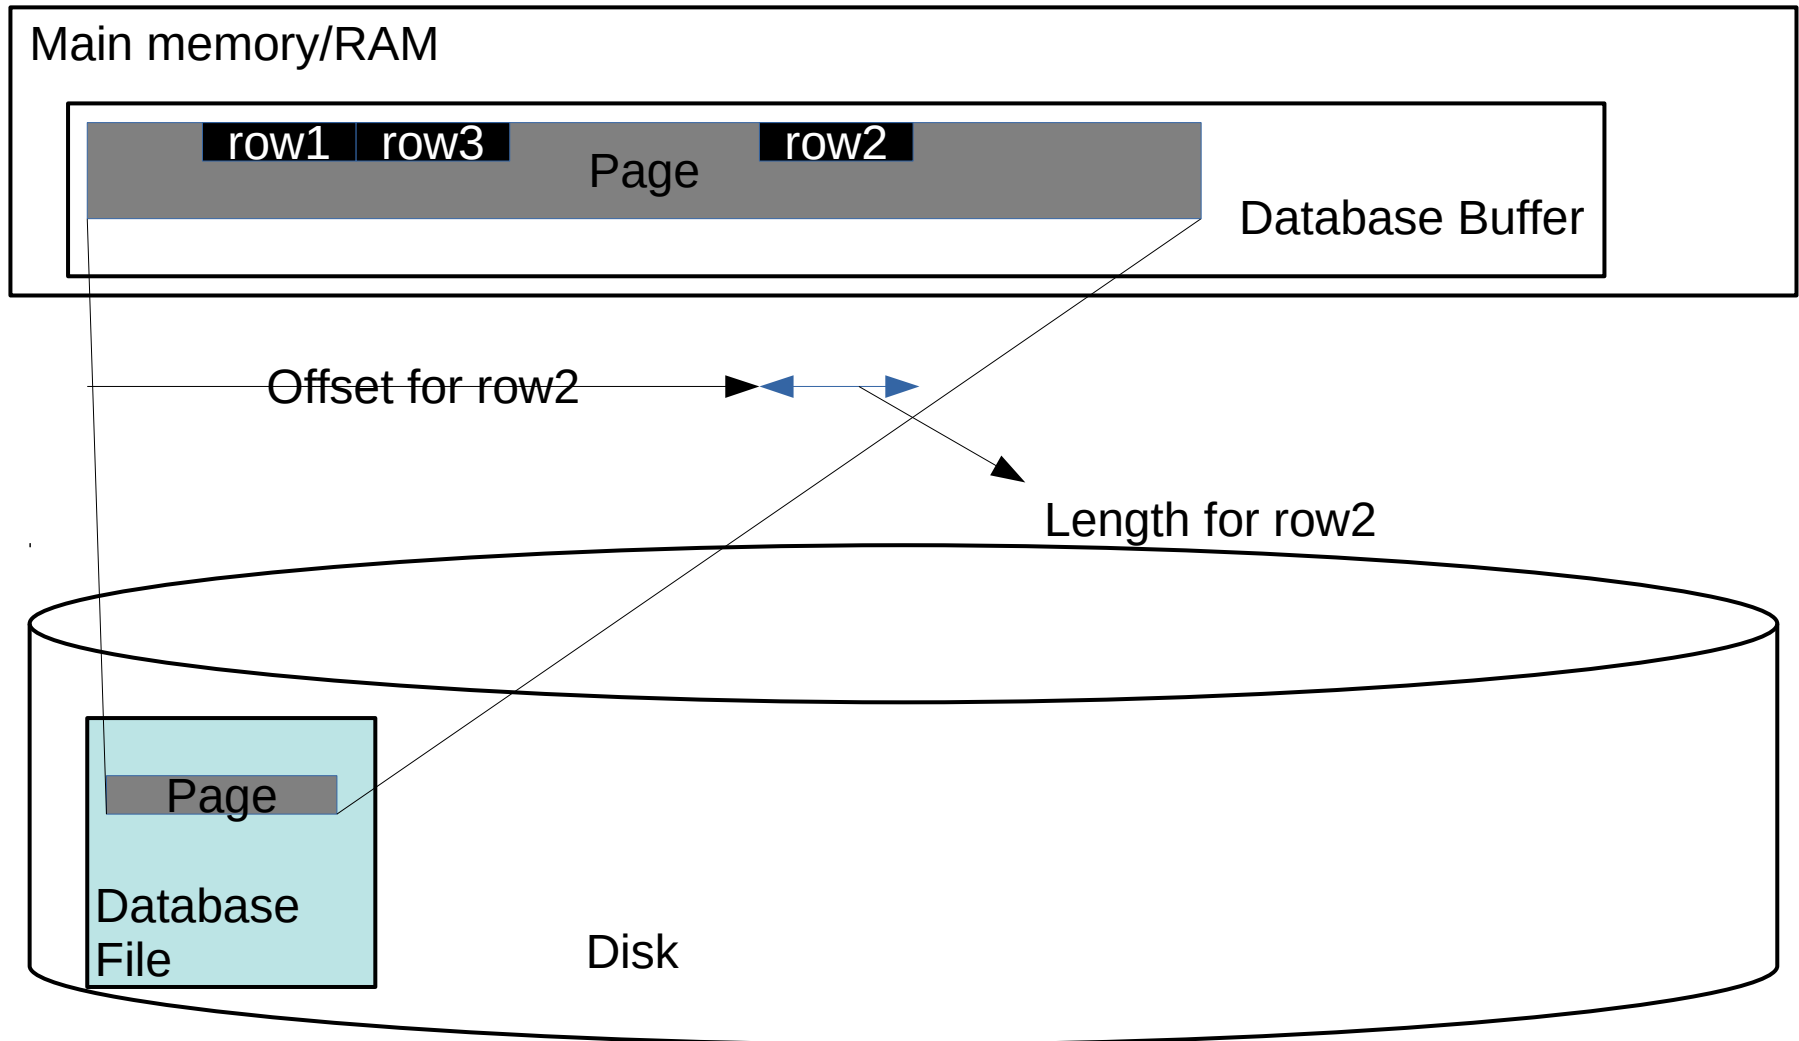 Main memory/RAM
row1 row3 row2
Page
Database Buffer
Offset for row2
Length for row2
Page
Database
File
Disk